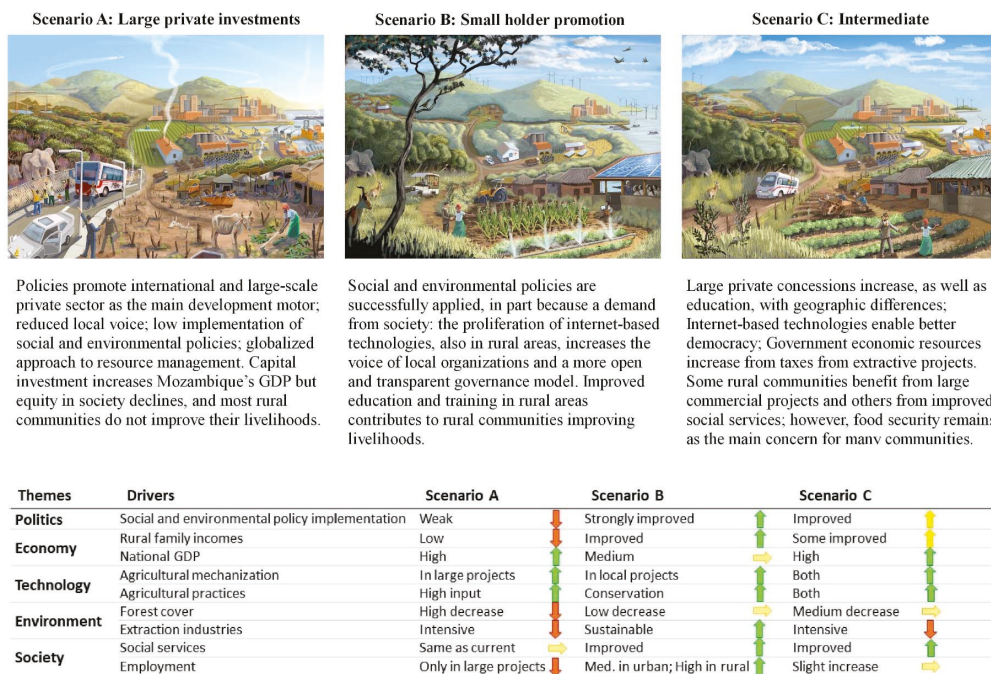 Scenario A: Large private investments
Scenario B: Small holder promotion
Scenario C: Intermediate
Policies promote international and large-scale
private sector as the main development motor;
reduced local voice; low implementation of
social and environmental policies; globalized
approach to resource management. Capital
investment increases Mozambique's GDP but
equity in society declines, and most rural
communities do not improve their livelihoods.
Social and environmental policies are
successfully applied, in part because a demand
from society: the proliferation of internet-based
technologies, also in rural areas, increases the
voice of local organizations and a more open
and transparent governance model. Improved
education and training in rural areas
contributes to rural communities improving
livelihoods.
Large private concessions increase, as well as
education, with geographic differences;
Internet-based technologies enable better
democracy; Government economic resources
increase from taxes from extractive projects.
Some rural communities benefit from large
commercial projects and others from improved
social services; however, food security remains
as the main concern for many communities.
Themes Drivers Scenario A Scenario B Scenario C
Politics Social and environmental policy implementation Weak Strongly improved Improved
Economy Rural family incomes Low Improved Some improved
National GDP High Medium High
Technology Agricultural mechanization In large projects In local projects Both
Agricultural practices High input Conservation Both
Environment Forest cover High decrease Low decrease Medium decrease
Extraction industries Intensive Sustainable Intensive
Society Social services Same as current Improved Improved
Employment Only in large projects Med. in urban; High in rural Slight increase